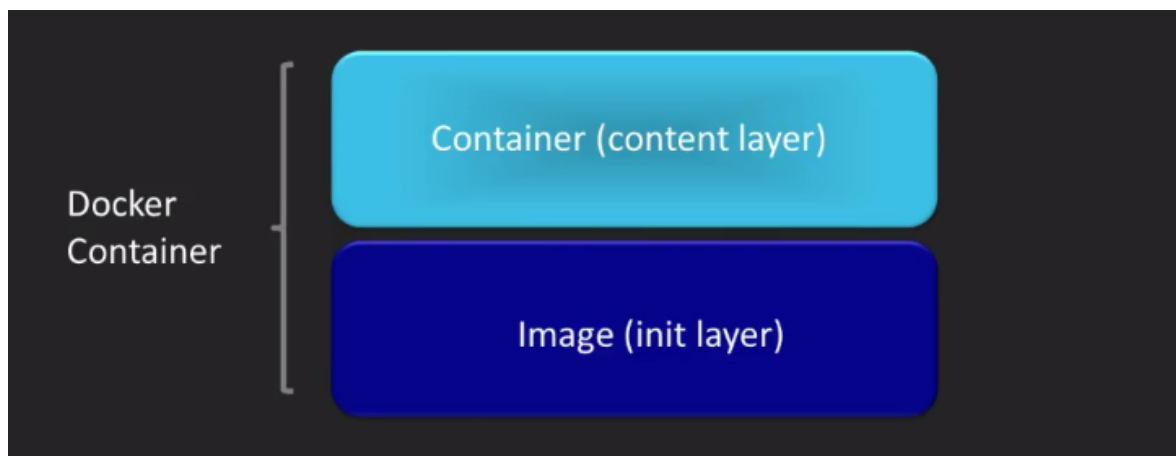 Container (content layer)
Docker
Container
Image (init layer)